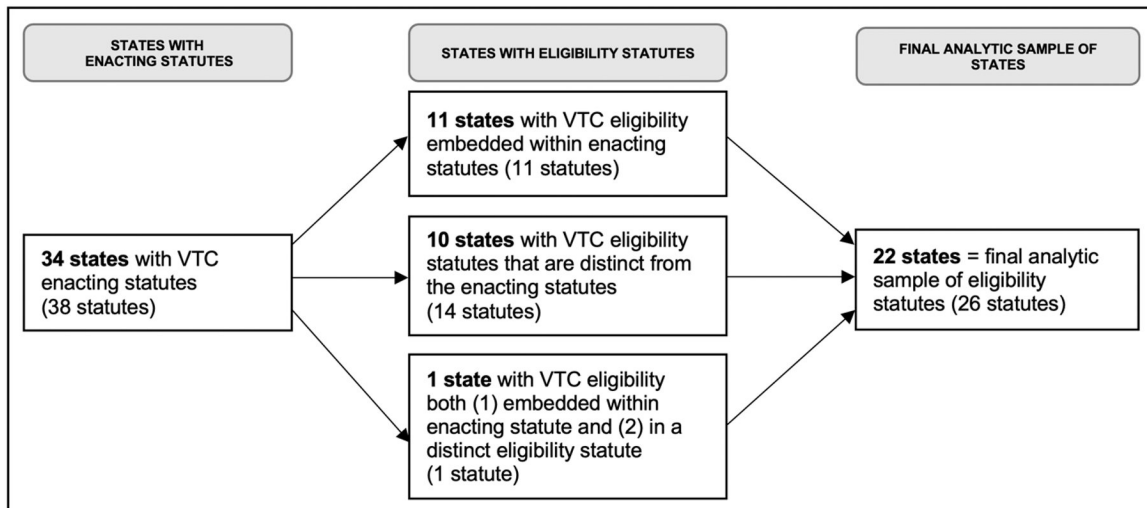 STATES WITH
ENACTING STATUTES
STATES WITH ELIGIBILITY STATUTES
FINAL ANALYTIC SAMPLE OF
STATES
34 states with VTC
enacting statutes
(38 statutes)
11 states with VTC eligibility
embedded within enacting
statutes (11 statutes)
10 states with VTC eligibility
statutes that are distinct from
the enacting statutes
(14 statutes)
1 state with VTC eligibility
both (1) embedded within
enacting statute and (2) in a
distinct eligibility statute
(1 statute)
22 states = final analytic
sample of eligibility
statutes (26 statutes)